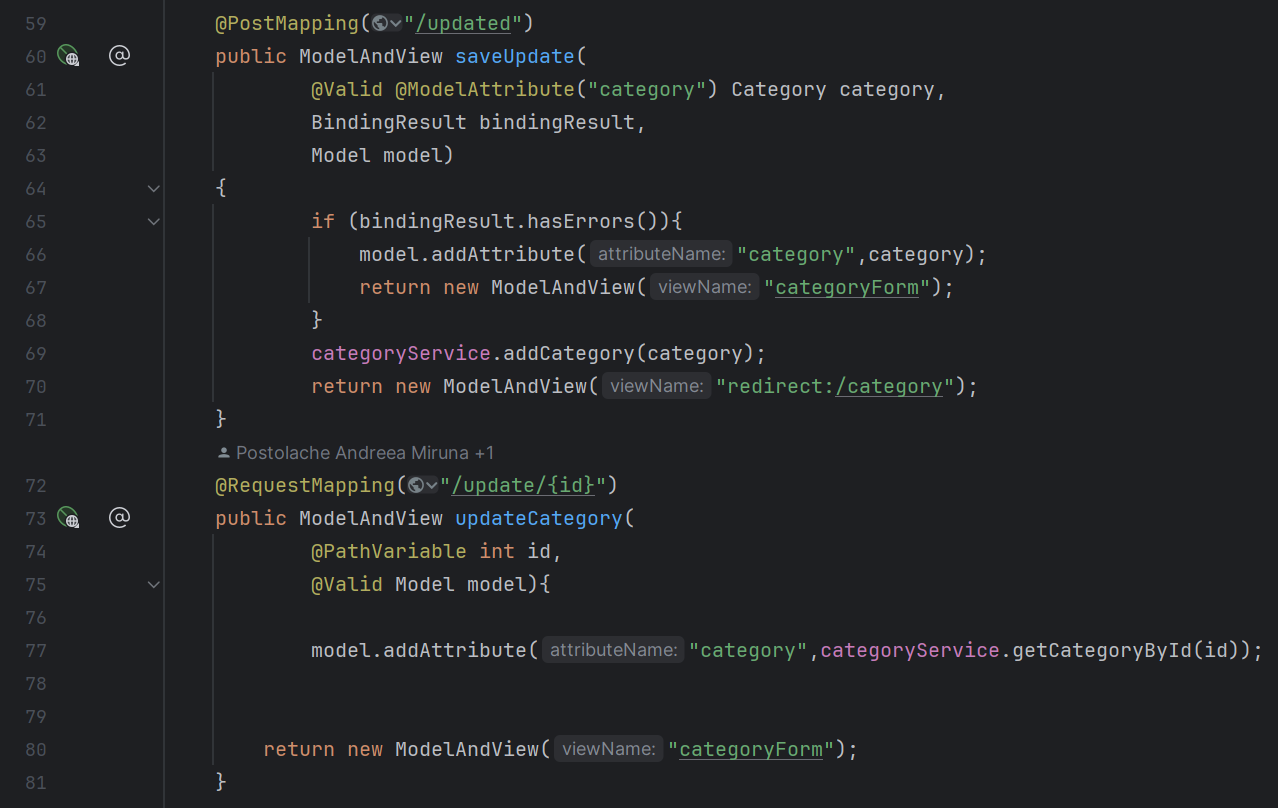 59 @PostMapping("/updated")
60 @ public ModelAndView saveUpdate(
61 @Valid @ModelAttribute("category") Category category,
62 BindingResult bindingResult,
63 Model model)
64 {
65 if (bindingResult.hasErrors()){
66 model.addAttribute( attributeName: "category",category);
67 return new ModelAndView( viewName: "categoryForm");
68 }
69 categoryService.addCategory(category);
70 return new ModelAndView( viewName: "redirect:/category");
71 }
Postolache Andreea Miruna +1
72 @RequestMapping("/update/{id}")
73 @ public ModelAndView updateCategory(
74 @PathVariable int id,
75 @Valid Model model){
76
77 model.addAttribute( attributeName: "category",categoryService.getCategoryById(id));
78
79
80 return new ModelAndView( viewName: "categoryForm");
81 }